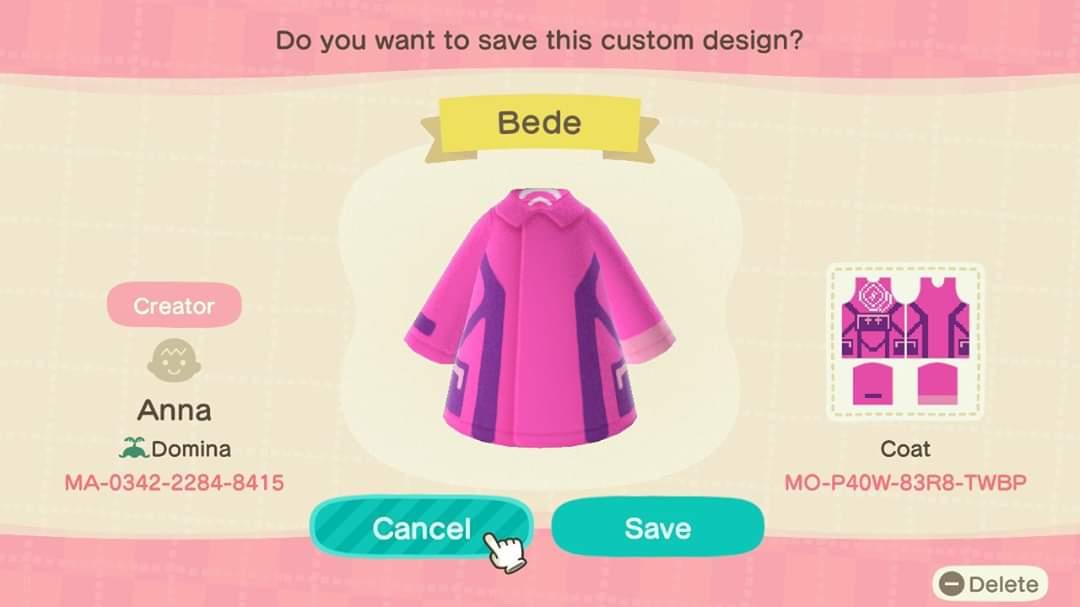 Do you want to save this custom design?
Bede
Creator
Anna
Domina
MA-0342-2284-8415
Coat
MO-P40W-83R8-TWBP
Cancel
Save
Delete